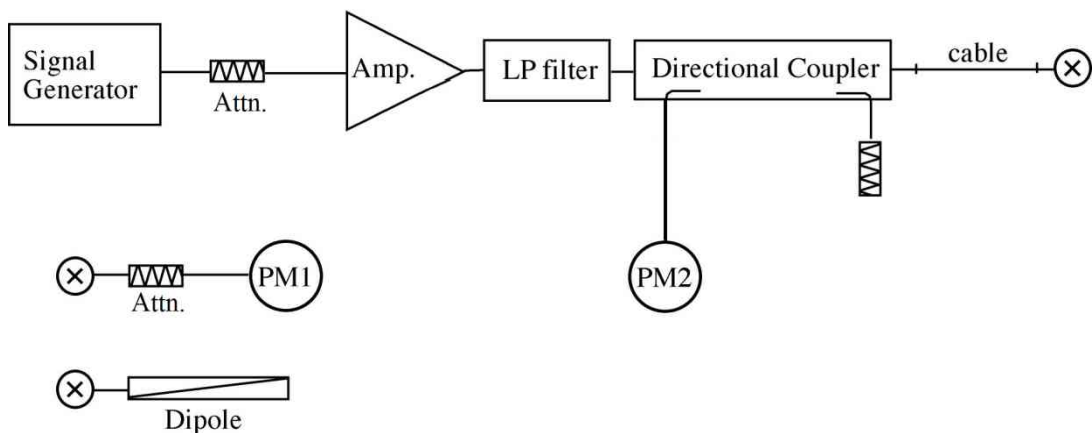 Signal
Generator
Attn.
Amp.
LP filter
Directional Coupler
cable
Attn.
PM1
PM2
Dipole